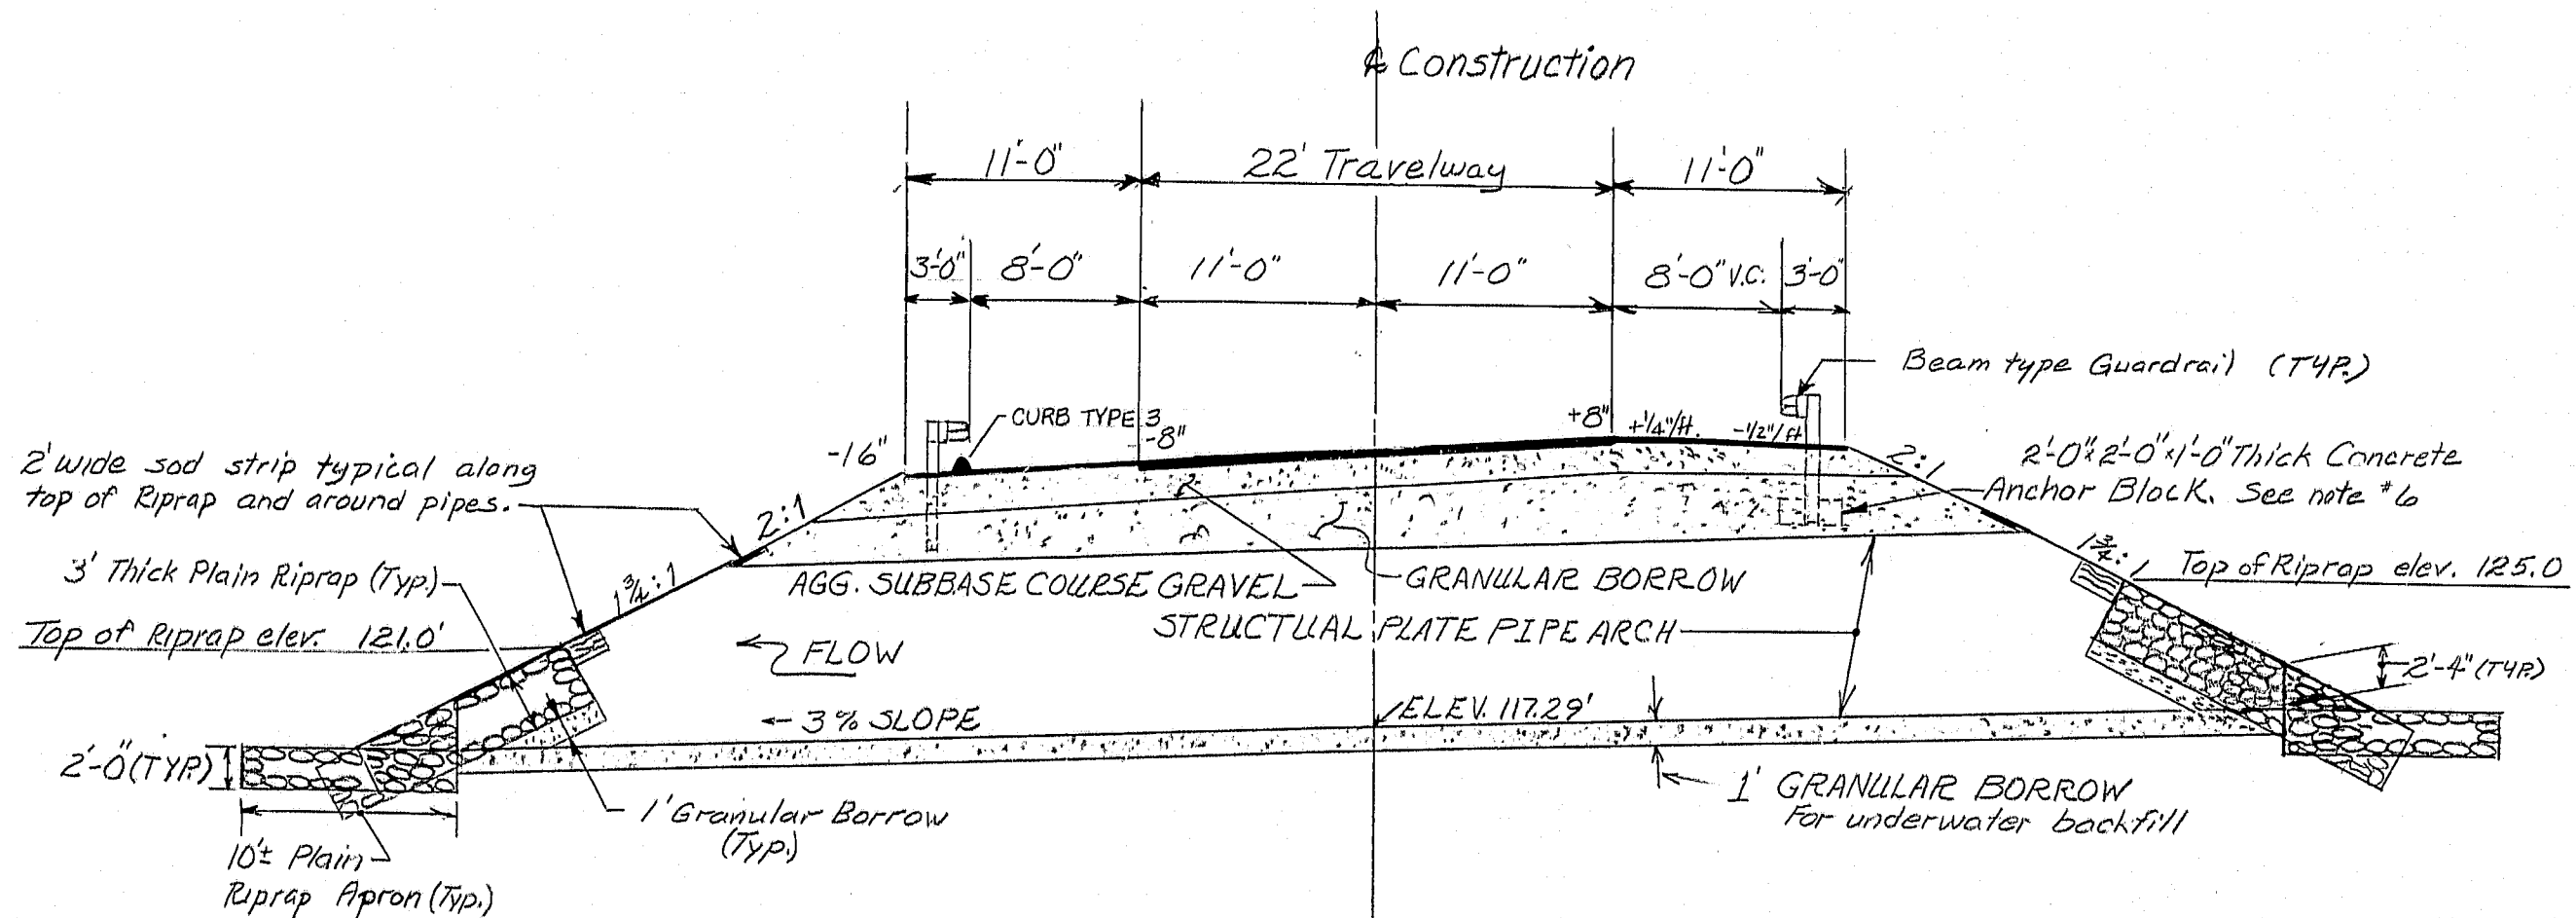 ℄ Construction
11'-0" 22' Travelway 11'-0"
3'-0" 8'-0" 11'-0" 11'-0" 8'-0" V.C. 3'-0"
Beam type Guardrail (TYP.)
CURB TYPE 3
-16" -8" +8" +1/4"/ft. -1/2"/ft
2' wide sod strip typical along
top of Riprap and around pipes.
2:1
2:1
2'-0"x2'-0"x1'-0" Thick Concrete
Anchor Block. See note #6
3' Thick Plain Riprap (Typ.)
1 3/4:1
1 3/4:1
AGG. SUBBASE COURSE GRAVEL
GRANULAR BORROW
Top of Riprap elev. 125.0
Top of Riprap elev. 121.0'
STRUCTUAL PLATE PIPE ARCH
FLOW
2'-4" (TYP.)
3% SLOPE
ELEV. 117.29'
2'-0" (TYP.)
1' GRANULAR BORROW
For underwater backfill
1' Granular Borrow
(Typ.)
10'± Plain
Riprap Apron (Typ.)